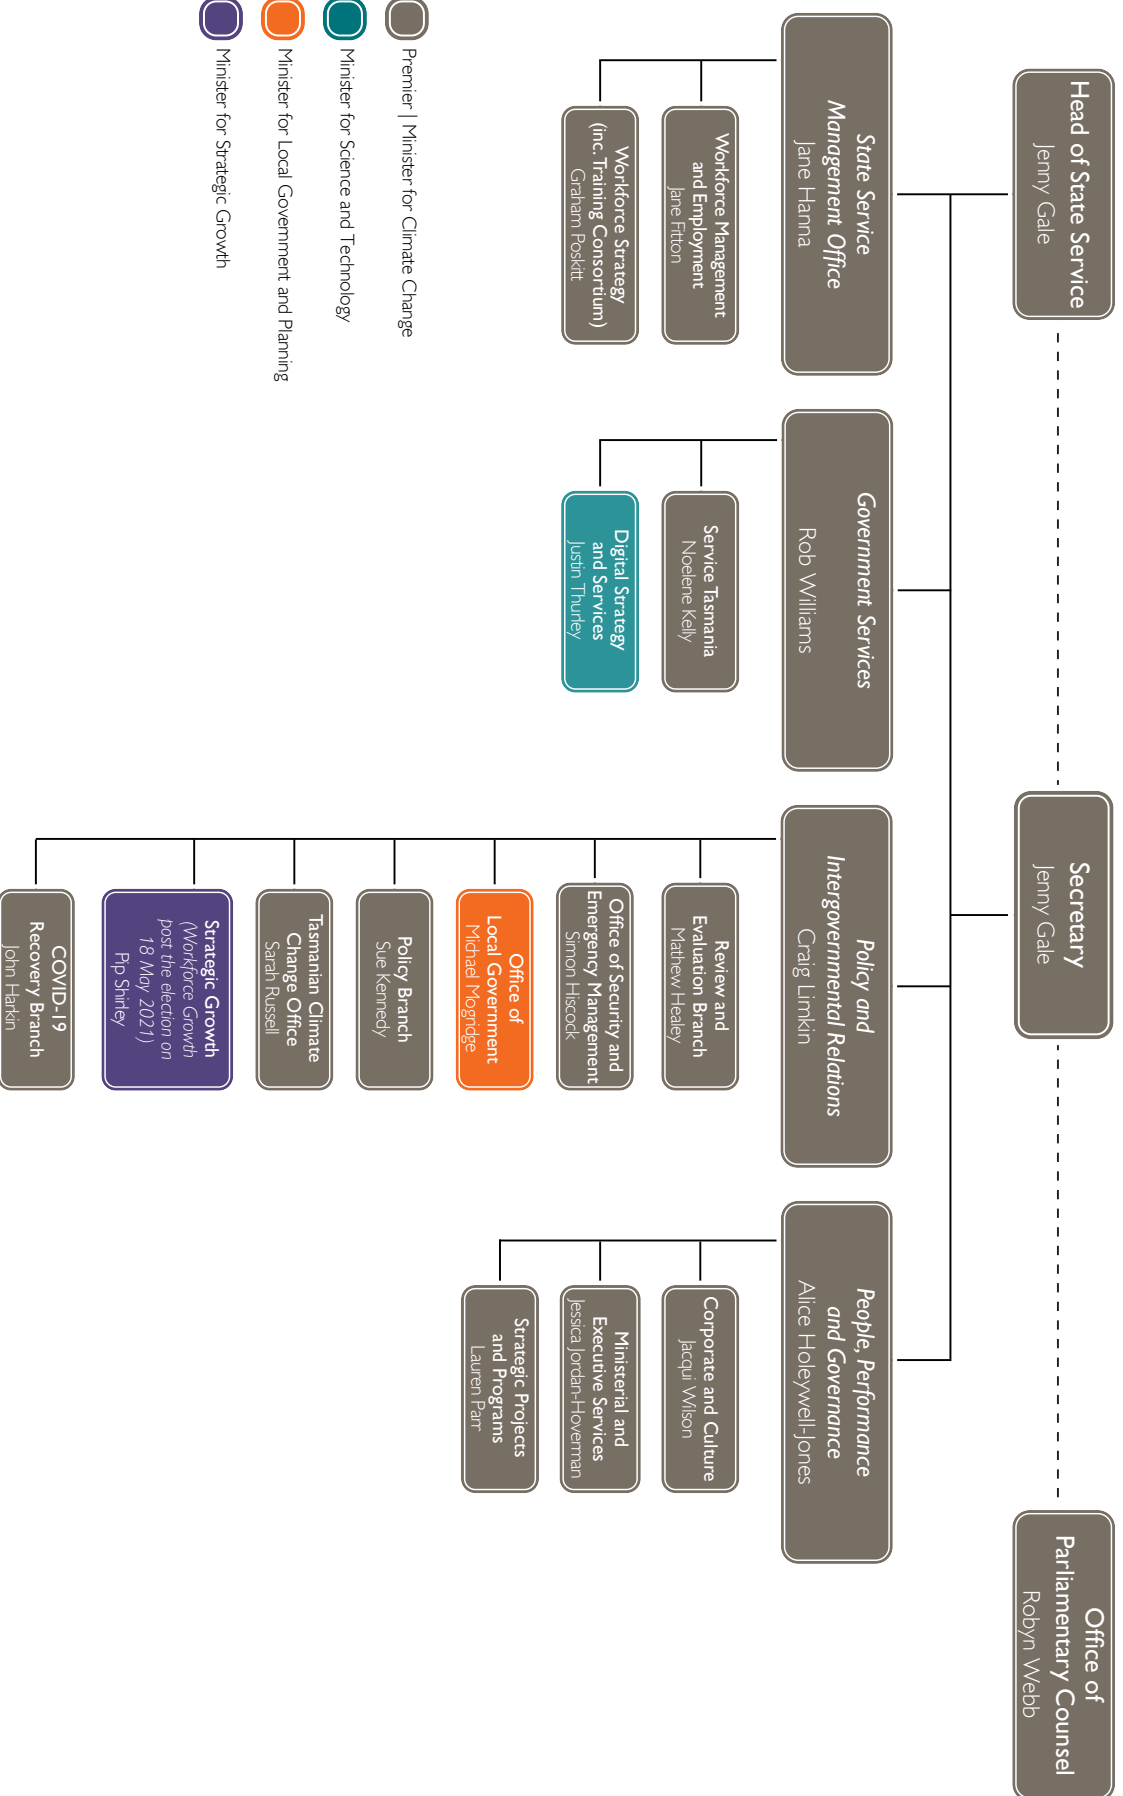 Head of State Service
Jenny Gale
Secretary
Jenny Gale
Office of
Parliamentary Counsel
Robyn Webb
State Service
Management Office
Jane Hanna
Workforce Management
and Employment
Jane Fitton
Workforce Strategy
(inc. Training Consortium)
Graham Poskitt
Government Services
Rob Williams
Service Tasmania
Noelene Kelly
Digital Strategy
and Services
Justin Thurley
Policy and
Intergovernmental Relations
Craig Limkin
Review and
Evaluation Branch
Mathew Healey
Office of Security and
Emergency Management
Simon Hiscock
Office of
Local Government
Michael Mogridge
Policy Branch
Sue Kennedy
Tasmanian Climate
Change Office
Sarah Russell
Strategic Growth
(Workforce Growth
post the election on
18 May 2021)
Pip Shirley
COVID-19
Recovery Branch
John Harkin
People, Performance
and Governance
Alice Holeywell-Jones
Corporate and Culture
Jacqui Wilson
Ministerial and
Executive Services
Jessica Jordan-Hoverman
Strategic Projects
and Programs
Lauren Parr
Premier | Minister for Climate Change
Minister for Science and Technology
Minister for Local Government and Planning
Minister for Strategic Growth